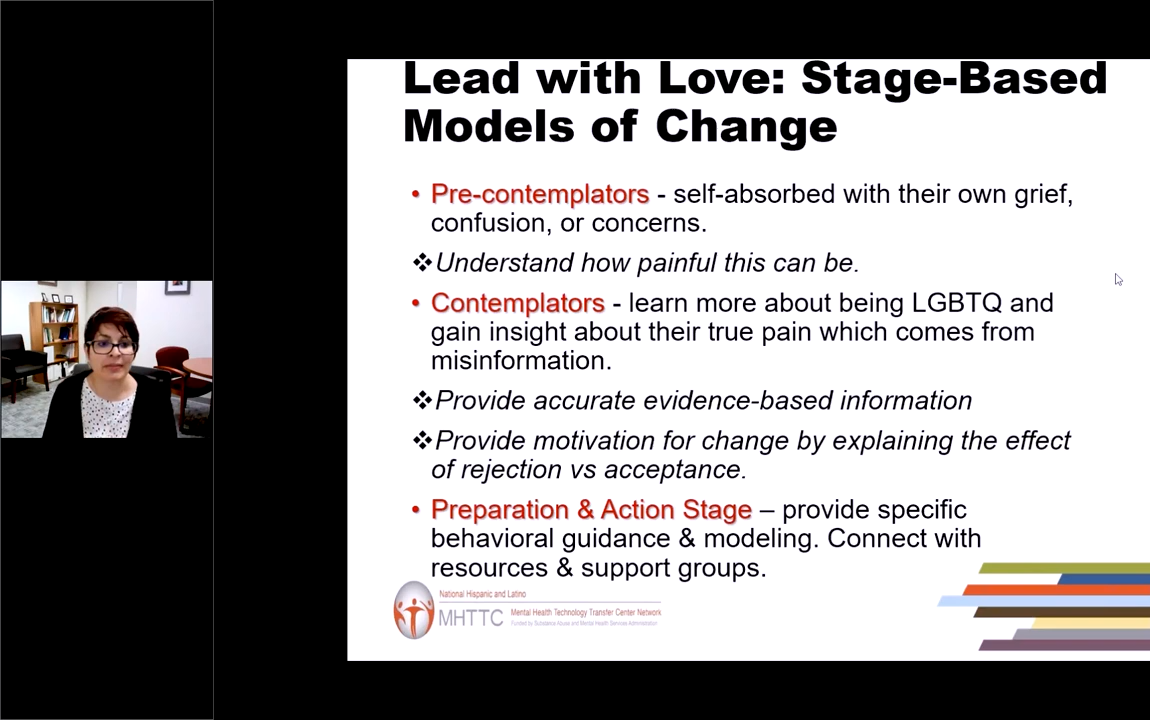 Lead with Love: Stage-Based
Models of Change
• Pre-contemplators - self-absorbed with their own grief,
confusion, or concerns.
❖Understand how painful this can be.
• Contemplators - learn more about being LGBTQ and
gain insight about their true pain which comes from
misinformation.
❖Provide accurate evidence-based information
❖Provide motivation for change by explaining the effect
of rejection vs acceptance.
• Preparation & Action Stage – provide specific
behavioral guidance & modeling. Connect with
resources & support groups.
National Hispanic and Latino
MHTTC Mental Health Technology Transfer Center Network
Funded by Substance Abuse and Mental Health Services Administration